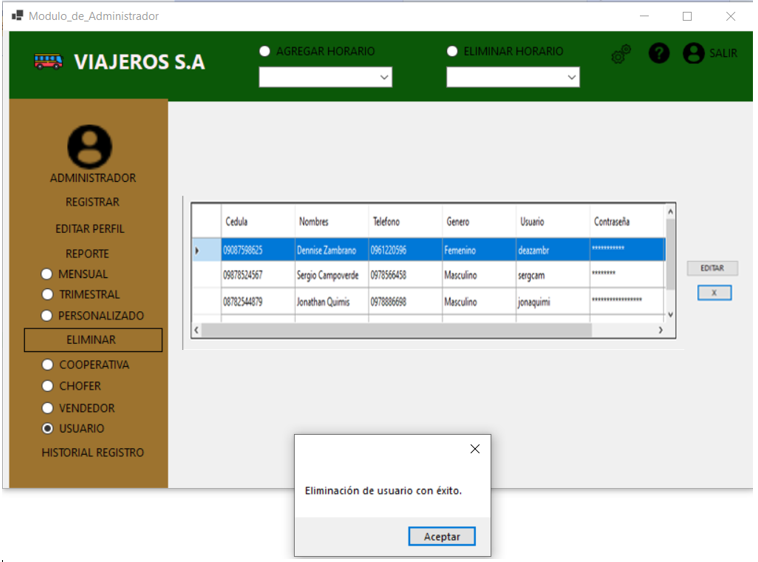 Modulo_de_Administrador
VIAJEROS S.A
AGREGAR HORARIO
ELIMINAR HORARIO
?
SALIR
ADMINISTRADOR
REGISTRAR
EDITAR PERFIL
REPORTE
MENSUAL
TRIMESTRAL
PERSONALIZADO
ELIMINAR
COOPERATIVA
CHOFER
VENDEDOR
USUARIO
HISTORIAL REGISTRO
Cedula Nombres Telefono Genero Usuario Contraseña
09087598625 Dennise Zambrano 0961220596 Femenino deazambr ***********
09878524567 Sergio Campoverde 0978566458 Masculino sergcam ********
08782544879 Jonathan Quimis 0978886698 Masculino jonaquimi *****************
EDITAR
X
Eliminación de usuario con éxito.
Aceptar